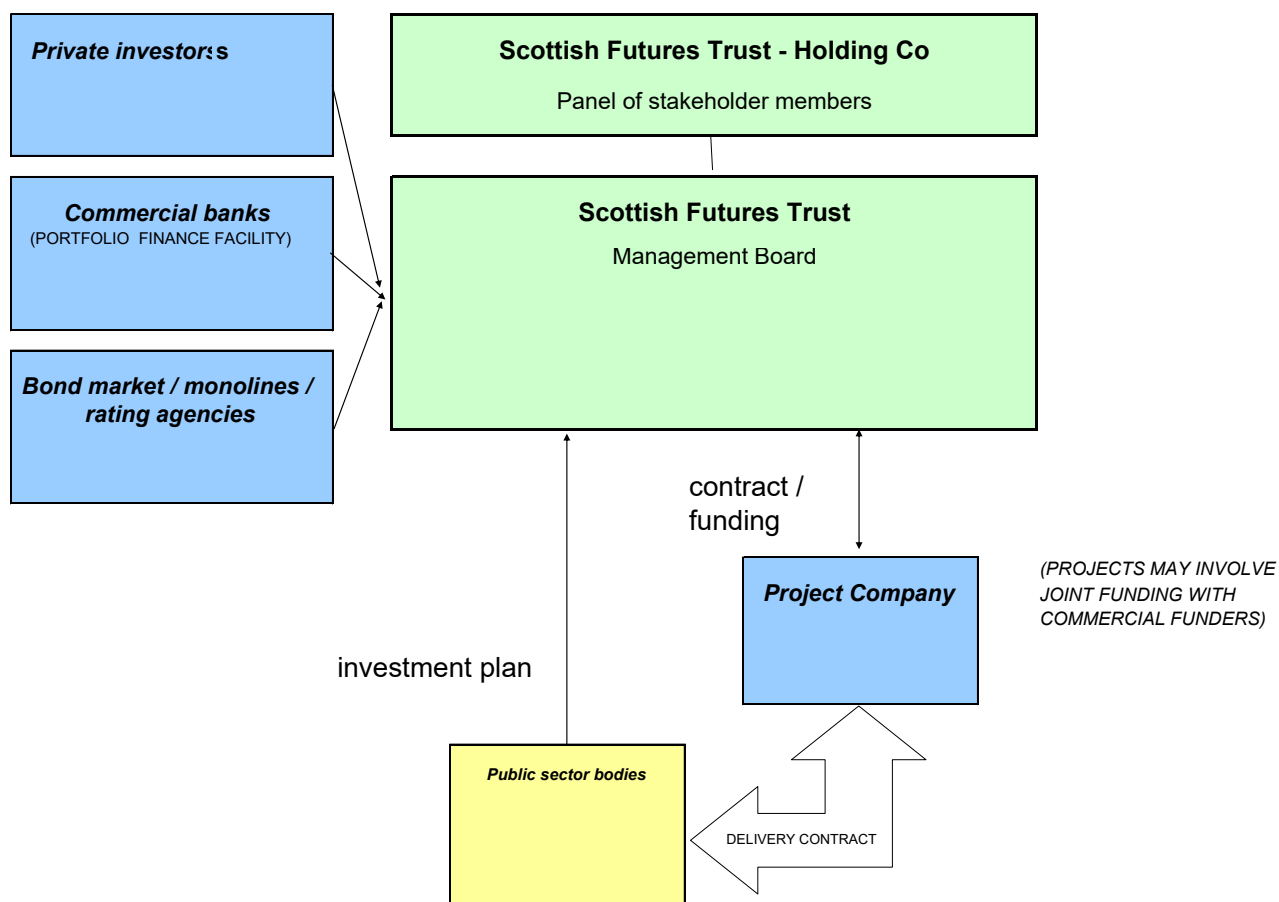 Private investors s
Scottish Futures Trust - Holding Co
Panel of stakeholder members
Commercial banks
(PORTFOLIO FINANCE FACILITY)
Scottish Futures Trust
Management Board
Bond market / monolines /
rating agencies
contract /
funding
Project Company
(PROJECTS MAY INVOLVE
JOINT FUNDING WITH
COMMERCIAL FUNDERS)
investment plan
Public sector bodies
DELIVERY CONTRACT